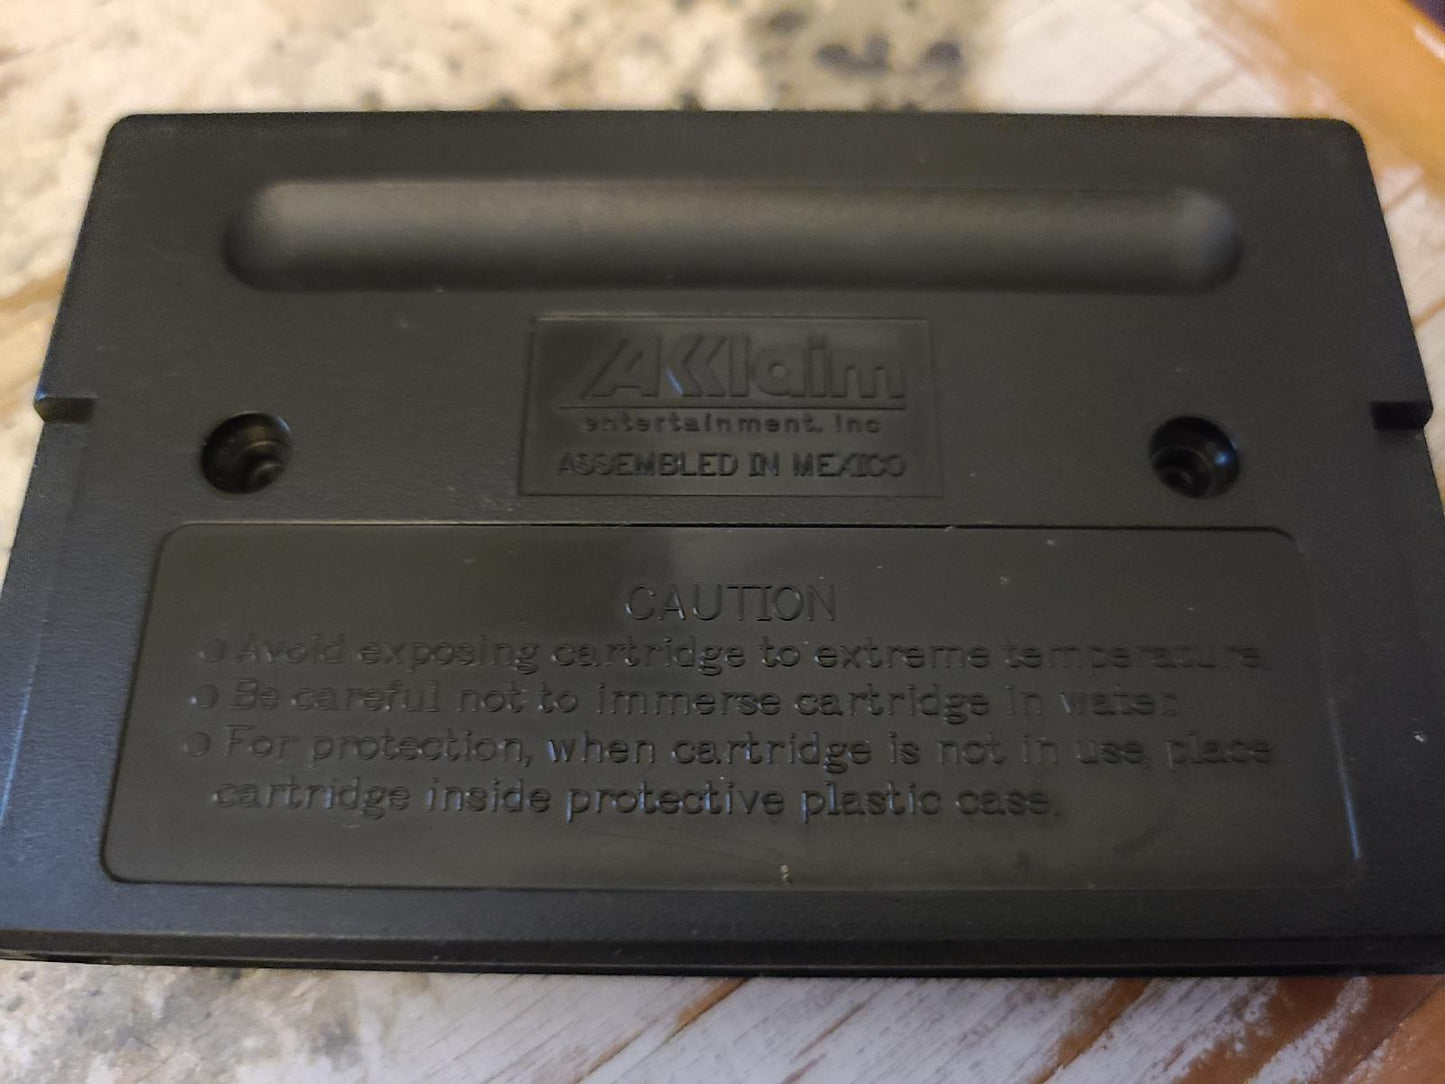 AKKlaim
entertainment, inc
ASSEMBLED IN MEXICO
CAUTION
● Avoid exposing cartridge to extreme temperature.
● Be careful not to immerse cartridge in water.
● For protection, when cartridge is not in use, place
cartridge inside protective plastic case.